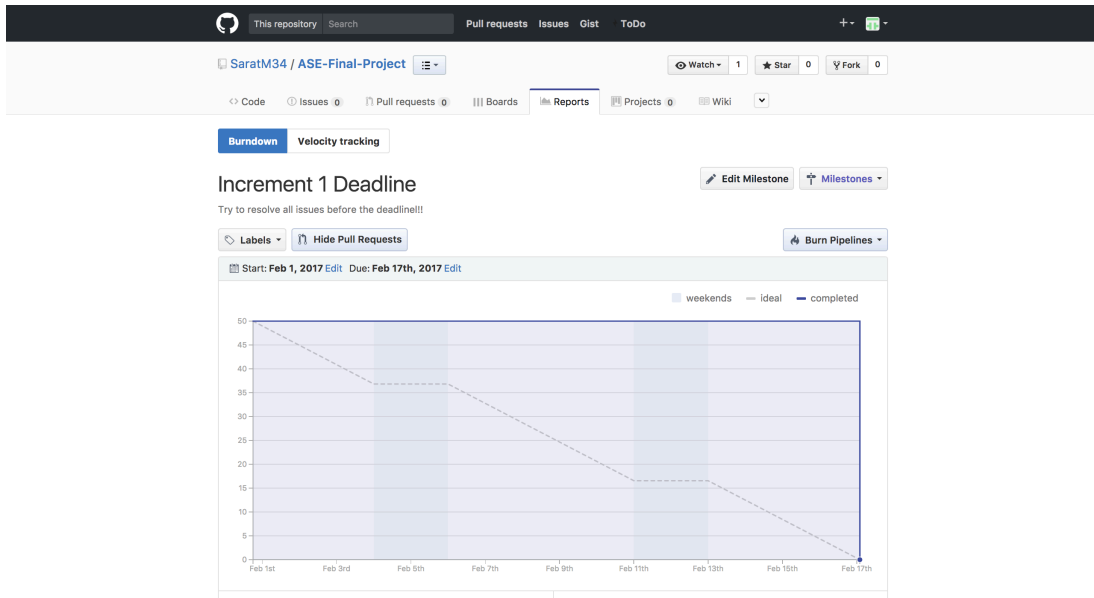 This repository Search Pull requests Issues Gist ToDo
SaratM34 / ASE-Final-Project Watch 1 Star 0 Fork 0
Code Issues 0 Pull requests 0 Boards Reports Projects 0 Wiki
Burndown Velocity tracking
Increment 1 Deadline Edit Milestone Milestones
Try to resolve all issues before the deadline!!!
Labels Hide Pull Requests Burn Pipelines
Start: Feb 1, 2017 Edit Due: Feb 17th, 2017 Edit
weekends ideal completed
50
45
40
35
30
25
20
15
10
5
0
Feb 1st Feb 3rd Feb 5th Feb 7th Feb 9th Feb 11th Feb 13th Feb 15th Feb 17th